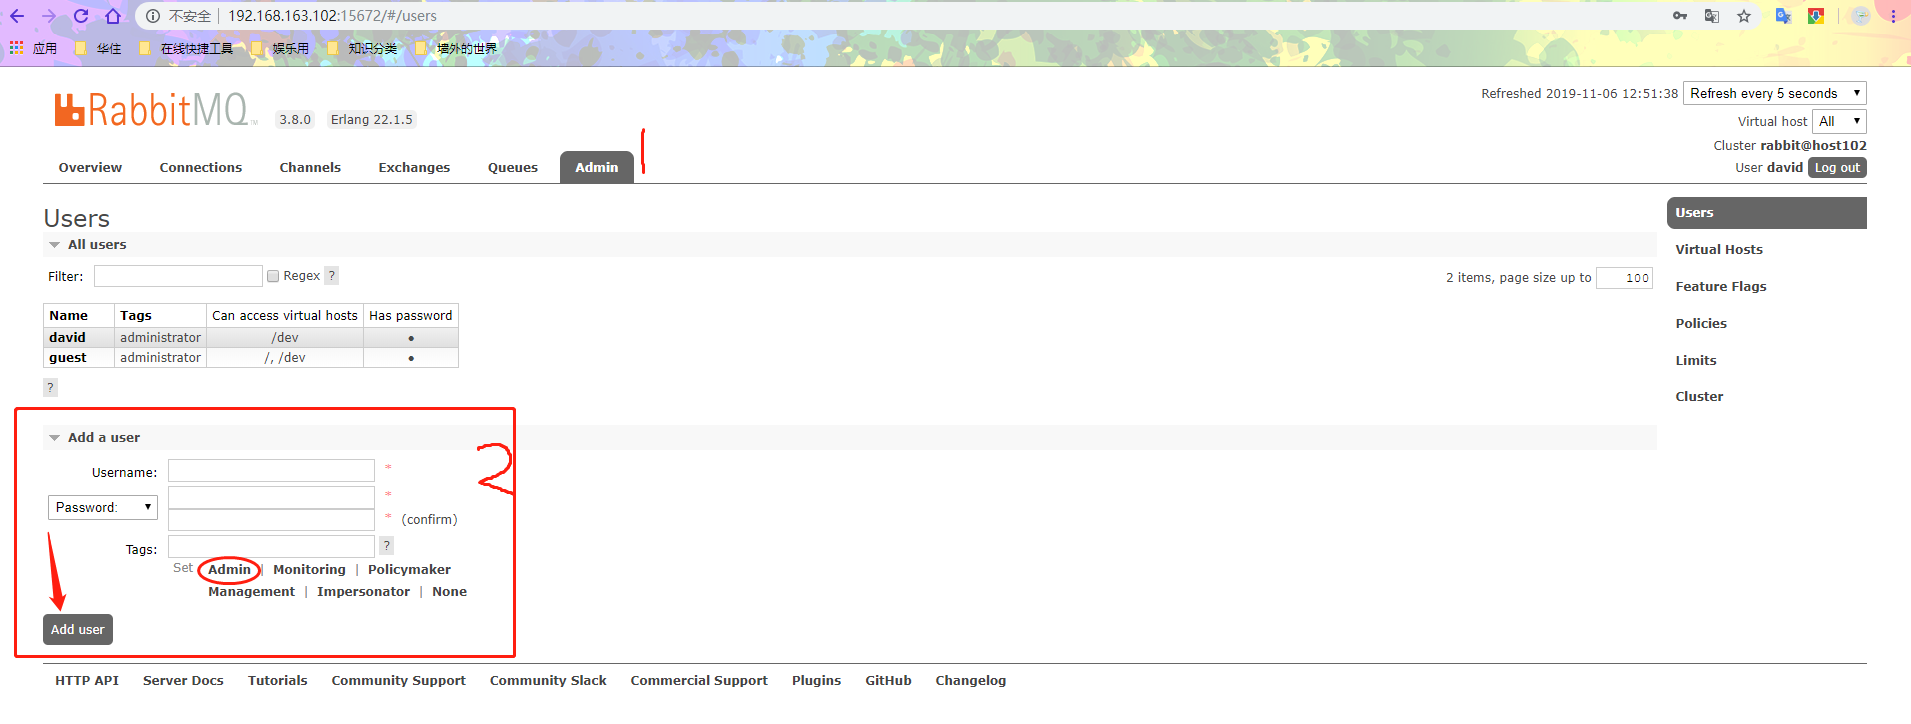 不安全 | 192.168.163.102:15672/#/users
应用 华住 在线快捷工具 娱乐用 知识分类 墙外的世界
RabbitMQ TM 3.8.0 Erlang 22.1.5
Refreshed 2019-11-06 12:51:38 Refresh every 5 seconds
Virtual host All
Cluster rabbit@host102
User david Log out
Overview Connections Channels Exchanges Queues Admin 1
Users
All users
Filter: Regex ?
2 items, page size up to 100
Name Tags Can access virtual hosts Has password
david administrator /dev ●
guest administrator /, /dev ●
?
Add a user
2
Username: *
Password: *
* (confirm)
Tags: ?
Set Admin | Monitoring | Policymaker
Management | Impersonator | None
Add user
Users
Virtual Hosts
Feature Flags
Policies
Limits
Cluster
HTTP API Server Docs Tutorials Community Support Community Slack Commercial Support Plugins GitHub Changelog